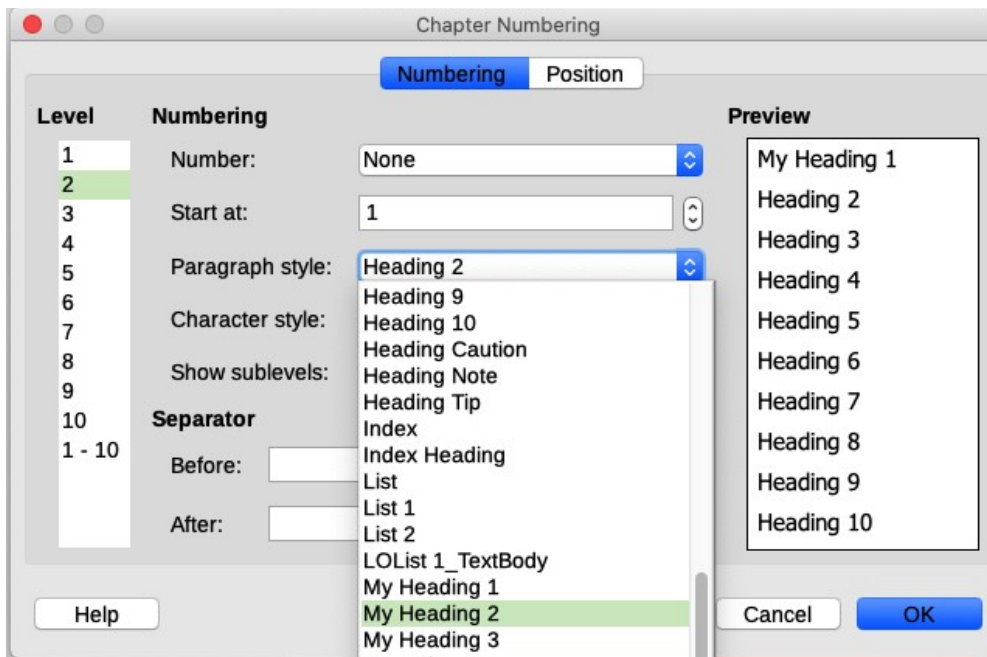 Chapter Numbering
Numbering Position
Level
1
2
3
4
5
6
7
8
9
10
1 - 10
Numbering
Number: None
Start at: 1
Paragraph style: Heading 2
Heading 9
Heading 10
Heading Caution
Heading Note
Heading Tip
Index
Index Heading
List
List 1
List 2
LOList 1_TextBody
My Heading 1
My Heading 2
My Heading 3
Character style:
Show sublevels:
Separator
Before:
After:
Preview
My Heading 1
Heading 2
Heading 3
Heading 4
Heading 5
Heading 6
Heading 7
Heading 8
Heading 9
Heading 10
Help Cancel OK